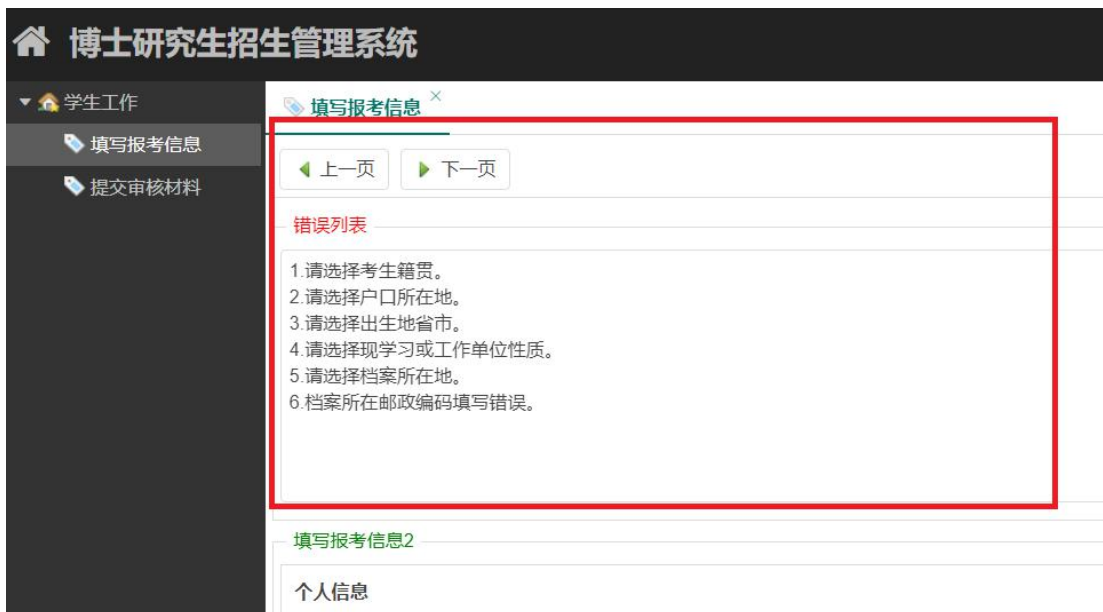 博士研究生招生管理系统
学生工作
填写报考信息
提交审核材料
填写报考信息
上一页 下一页
错误列表
1.请选择考生籍贯。
2.请选择户口所在地。
3.请选择出生地省市。
4.请选择现学习或工作单位性质。
5.请选择档案所在地。
6.档案所在邮政编码填写错误。
填写报考信息2
个人信息